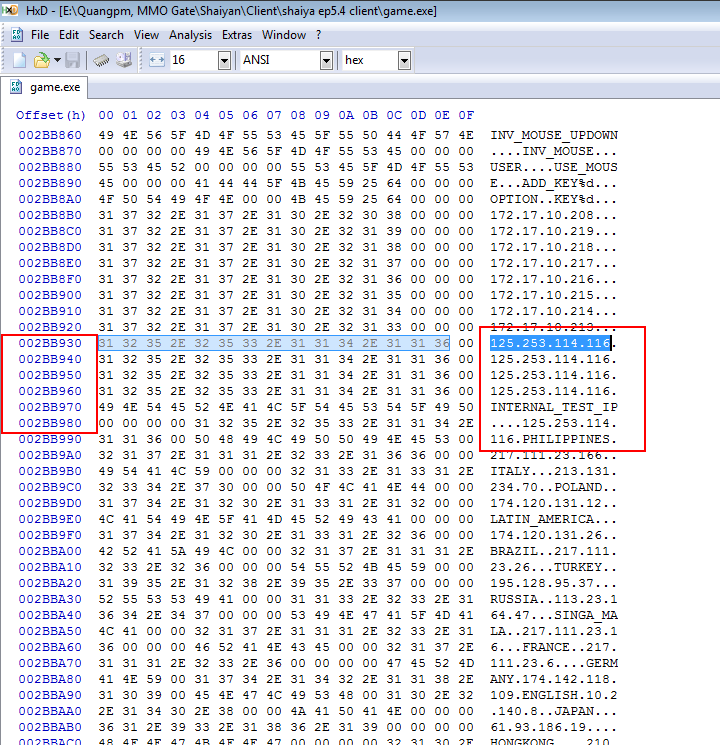 HxD - [E:\Quangpm, MMO Gate\Shaiyan\Client\shaiya ep5.4 client\game.exe]
File Edit Search View Analysis Extras Window ?
16 ANSI hex
game.exe
Offset(h) 00 01 02 03 04 05 06 07 08 09 0A 0B 0C 0D 0E 0F
002BB860 49 4E 56 5F 4D 4F 55 53 45 5F 55 50 44 4F 57 4E INV_MOUSE_UPDOWN
002BB870 00 00 00 00 49 4E 56 5F 4D 4F 55 53 45 00 00 00 ....INV_MOUSE...
002BB880 55 53 45 52 00 00 00 00 55 53 45 5F 4D 4F 55 53 USER....USE_MOUS
002BB890 45 00 00 00 41 44 44 5F 4B 45 59 25 64 00 00 00 E...ADD_KEY%d...
002BB8A0 4F 50 54 49 4F 4E 00 00 4B 45 59 25 64 00 00 00 OPTION..KEY%d...
002BB8B0 31 37 32 2E 31 37 2E 31 30 2E 32 30 38 00 00 00 172.17.10.208...
002BB8C0 31 37 32 2E 31 37 2E 31 30 2E 32 31 39 00 00 00 172.17.10.219...
002BB8D0 31 37 32 2E 31 37 2E 31 30 2E 32 31 38 00 00 00 172.17.10.218...
002BB8E0 31 37 32 2E 31 37 2E 31 30 2E 32 31 37 00 00 00 172.17.10.217...
002BB8F0 31 37 32 2E 31 37 2E 31 30 2E 32 31 36 00 00 00 172.17.10.216...
002BB900 31 37 32 2E 31 37 2E 31 30 2E 32 31 35 00 00 00 172.17.10.215...
002BB910 31 37 32 2E 31 37 2E 31 30 2E 32 31 34 00 00 00 172.17.10.214...
002BB920 31 37 32 2E 31 37 2E 31 30 2E 32 31 33 00 00 00 172.17.10.213...
002BB930 31 32 35 2E 32 35 33 2E 31 31 34 2E 31 31 36 00 125.253.114.116.
002BB940 31 32 35 2E 32 35 33 2E 31 31 34 2E 31 31 36 00 125.253.114.116.
002BB950 31 32 35 2E 32 35 33 2E 31 31 34 2E 31 31 36 00 125.253.114.116.
002BB960 31 32 35 2E 32 35 33 2E 31 31 34 2E 31 31 36 00 125.253.114.116.
002BB970 49 4E 54 45 52 4E 41 4C 5F 54 45 53 54 5F 49 50 INTERNAL_TEST_IP
002BB980 00 00 00 00 31 32 35 2E 32 35 33 2E 31 31 34 2E ....125.253.114.
002BB990 31 31 36 00 50 48 49 4C 49 50 50 49 4E 45 53 00 116.PHILIPPINES.
002BB9A0 32 31 37 2E 31 31 31 2E 32 33 2E 31 36 36 00 00 217.111.23.166..
002BB9B0 49 54 41 4C 59 00 00 00 32 31 33 2E 31 33 31 2E ITALY...213.131.
002BB9C0 32 33 34 2E 37 30 00 00 50 4F 4C 41 4E 44 00 00 234.70..POLAND..
002BB9D0 31 37 34 2E 31 32 30 2E 31 33 31 2E 31 32 00 00 174.120.131.12..
002BB9E0 4C 41 54 49 4E 5F 41 4D 45 52 49 43 41 00 00 00 LATIN_AMERICA...
002BB9F0 31 37 34 2E 31 32 30 2E 31 33 31 2E 32 36 00 00 174.120.131.26..
002BBA00 42 52 41 5A 49 4C 00 00 32 31 37 2E 31 31 31 2E BRAZIL..217.111.
002BBA10 32 33 2E 32 36 00 00 00 54 55 52 4B 45 59 00 00 23.26...TURKEY..
002BBA20 31 39 35 2E 31 32 38 2E 39 35 2E 33 37 00 00 00 195.128.95.37...
002BBA30 52 55 53 53 49 41 00 00 31 31 33 2E 32 33 2E 31 RUSSIA..113.23.1
002BBA40 36 34 2E 34 37 00 00 00 53 49 4E 47 41 5F 4D 41 64.47...SINGA_MA
002BBA50 4C 41 00 00 32 31 37 2E 31 31 31 2E 32 33 2E 31 LA..217.111.23.1
002BBA60 36 00 00 00 46 52 41 4E 43 45 00 00 32 31 37 2E 6...FRANCE..217.
002BBA70 31 31 31 2E 32 33 2E 36 00 00 00 00 47 45 52 4D 111.23.6....GERM
002BBA80 41 4E 59 00 31 37 34 2E 31 34 32 2E 31 31 38 2E ANY.174.142.118.
002BBA90 31 30 39 00 45 4E 47 4C 49 53 48 00 31 30 2E 32 109.ENGLISH.10.2
002BBAA0 2E 31 34 30 2E 38 00 00 4A 41 50 41 4E 00 00 00 .140.8..JAPAN...
002BBAB0 36 31 2E 39 33 2E 31 38 36 2E 31 39 00 00 00 00 61.93.186.19....
002BBAC0 48 4F 4E 47 4B 4F 4E 47 00 00 00 00 32 31 30 2E HONGKONG....210.